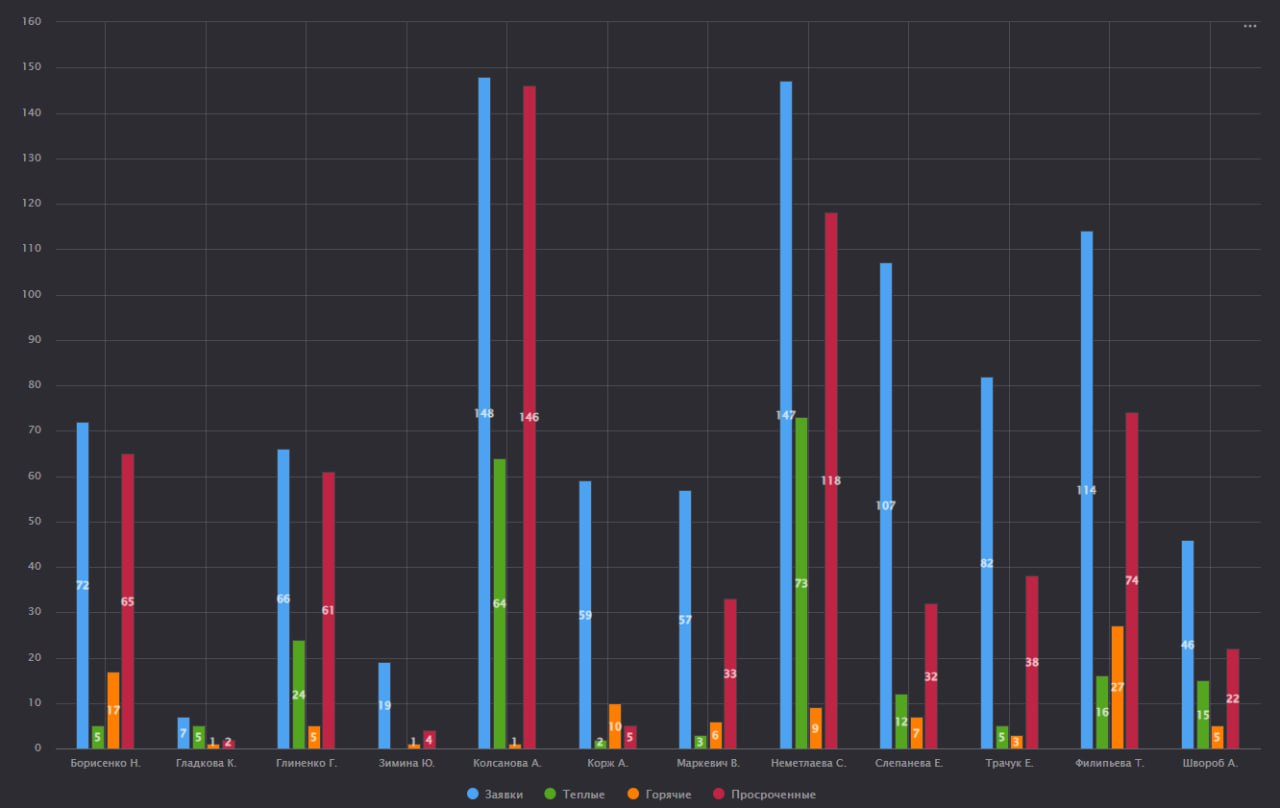 160
150
140
130
120
110
100
90
80
70
60
50
40
30
20
10
0
72 5 17 65
7 5 1 2
66 24 5 61
19 1 4
148 64 1 146
59 2 10 5
57 3 6 33
147 73 9 118
107 12 7 32
82 5 3 38
114 16 27 74
46 15 5 22
Борисенко Н. Гладкова К. Глиненко Г. Зимина Ю. Колсанова А. Корж А. Маркевич В. Неметлаева С. Слепанева Е. Трачук Е. Филипьева Т. Швороб А.
Заявки Теплые Горячие Просроченные